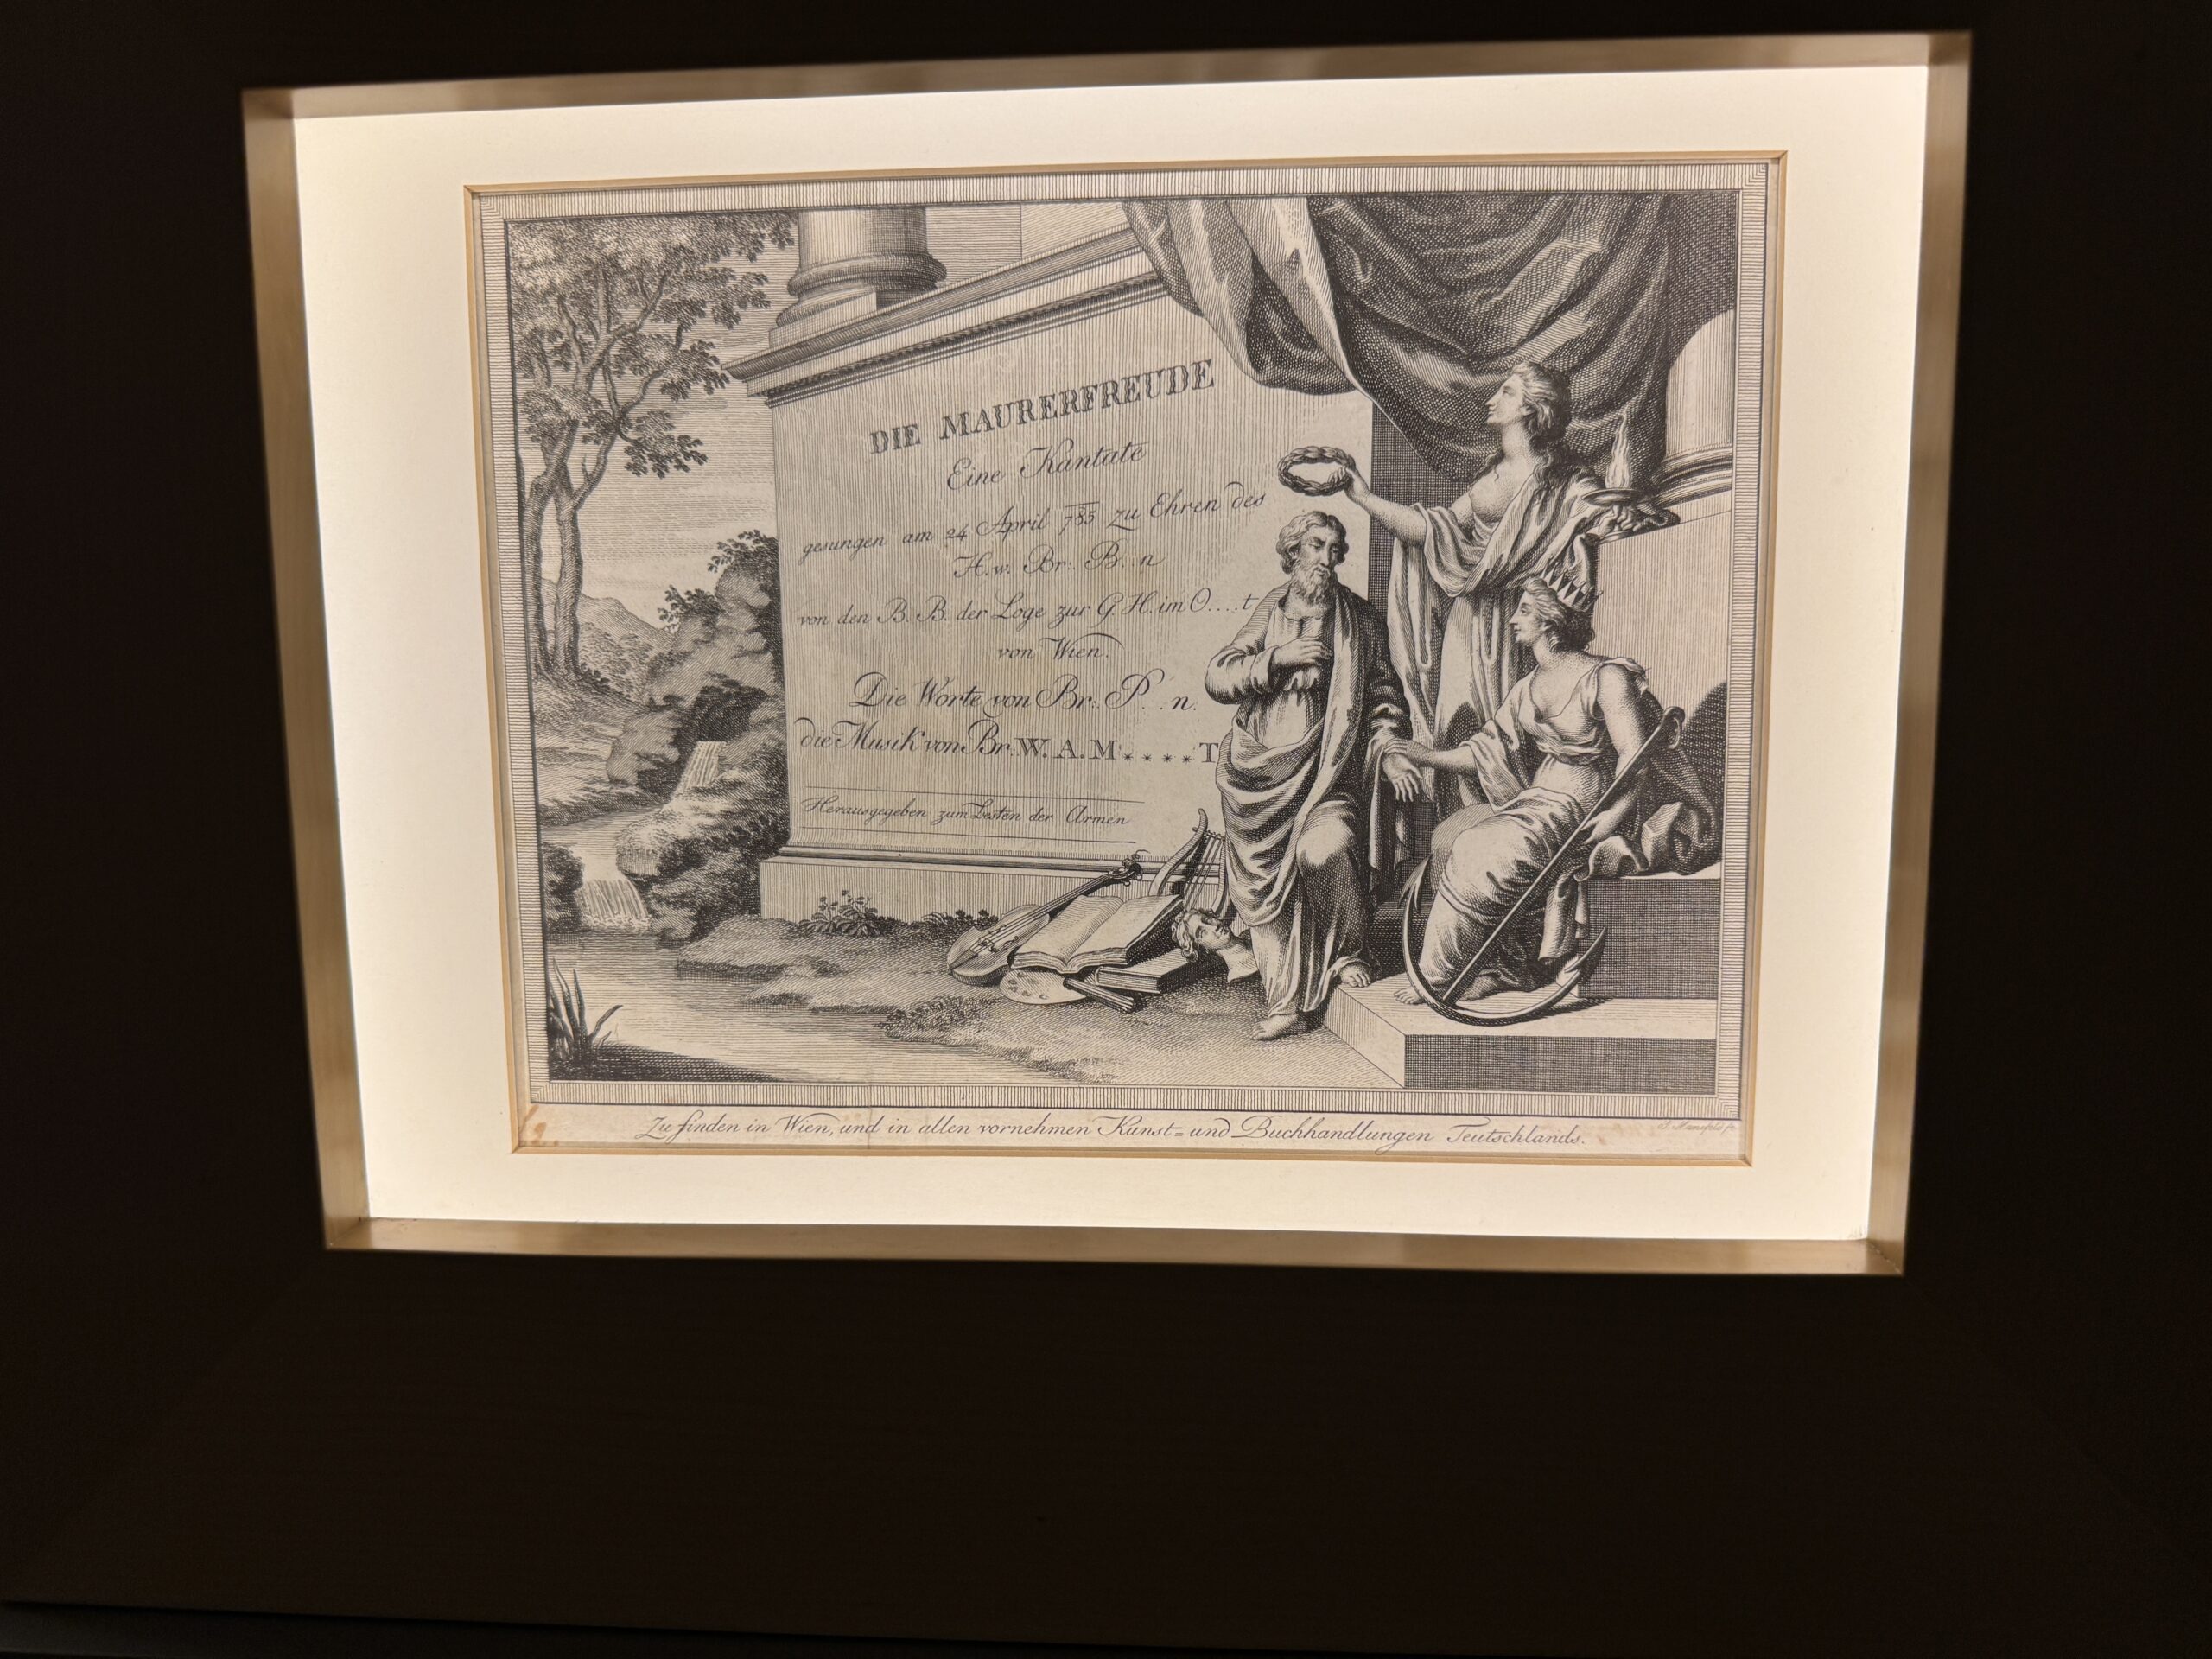 DIE MAURERFREUDE
Eine Kantate
gesungen am 24 April 785 zu Ehren des
H. w. Br: B. .n
von den B. B. der Loge zur G. H. im O. . . . t
von Wien.
Die Worte von Br: P. . .n.
die Musik von Br: W. A. M * * * * T
Herausgegeben zum Besten der Armen
Zu finden in Wien, und in allen vornehmen Kunst= und Buchhandlungen Teutschlands.